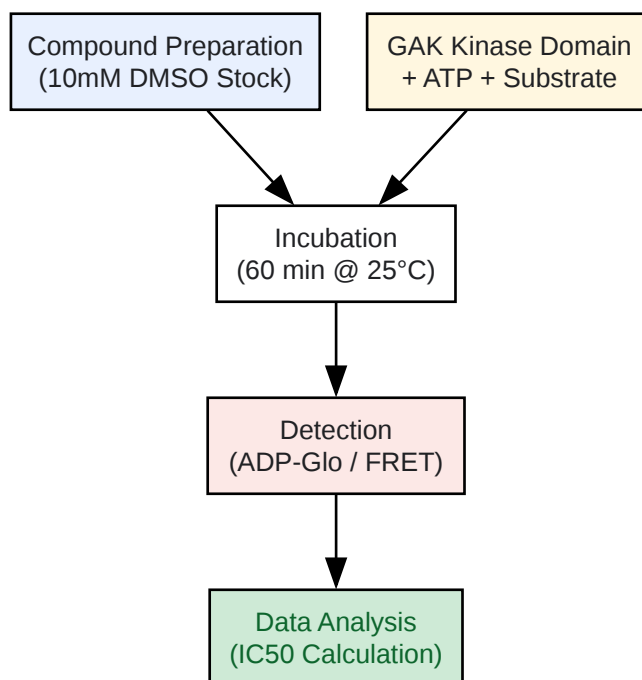 Compound Preparation
(10mM DMSO Stock)
GAK Kinase Domain
+ ATP + Substrate
Incubation
(60 min @ 25°C)
Detection
(ADP-Glo / FRET)
Data Analysis
(IC50 Calculation)